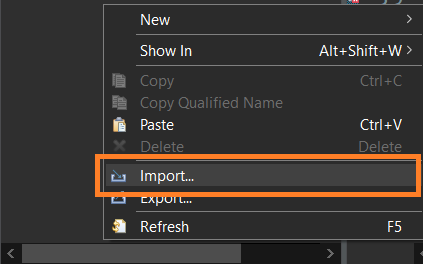 New
Show In Alt+Shift+W
Copy Ctrl+C
Copy Qualified Name
Paste Ctrl+V
Delete Delete
Import...
Export...
Refresh F5